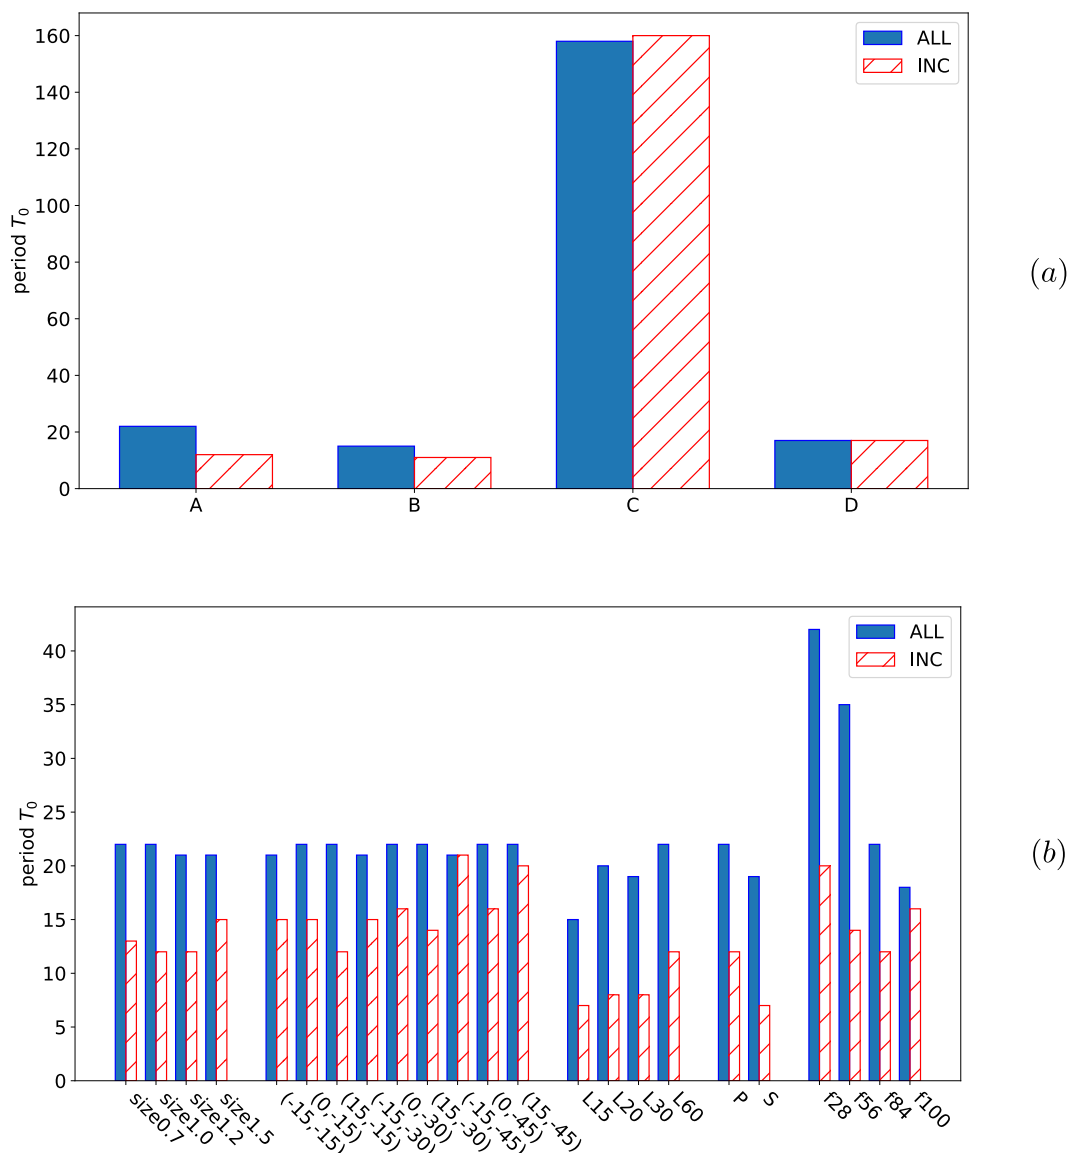 160
140
120
100
80
60
40
20
0
period T₀
ALL
INC
A B C D
(a)
40
35
30
25
20
15
10
5
0
period T₀
ALL
INC
size0.7
size1.0
size1.2
size1.5
(-15,-15)
(0,-15)
(15,-15)
(-15,-30)
(0,-30)
(15,-30)
(-15,-45)
(0,-45)
(15,-45)
L15
L20
L30
L60
P
S
f28
f56
f84
f100
(b)